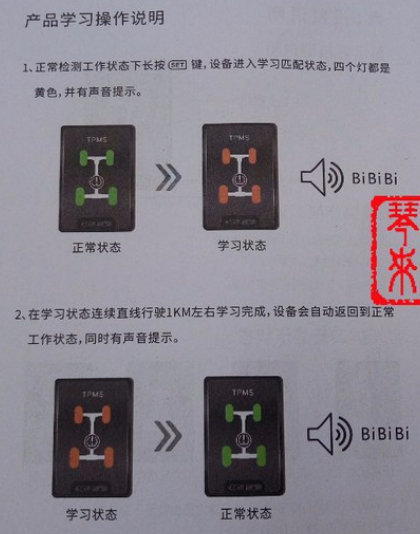 产品学习操作说明
1、正常检测工作状态下长按 SET 键,设备进入学习匹配状态,四个灯都是
黄色,并有声音提示。
TPMS
TPMS
BiBiBi
正常状态
学习状态
琴来
2、在学习状态连续直线行驶1KM左右学习完成,设备会自动返回到正常
工作状态,同时有声音提示。
TPMS
TPMS
BiBiBi
学习状态
正常状态